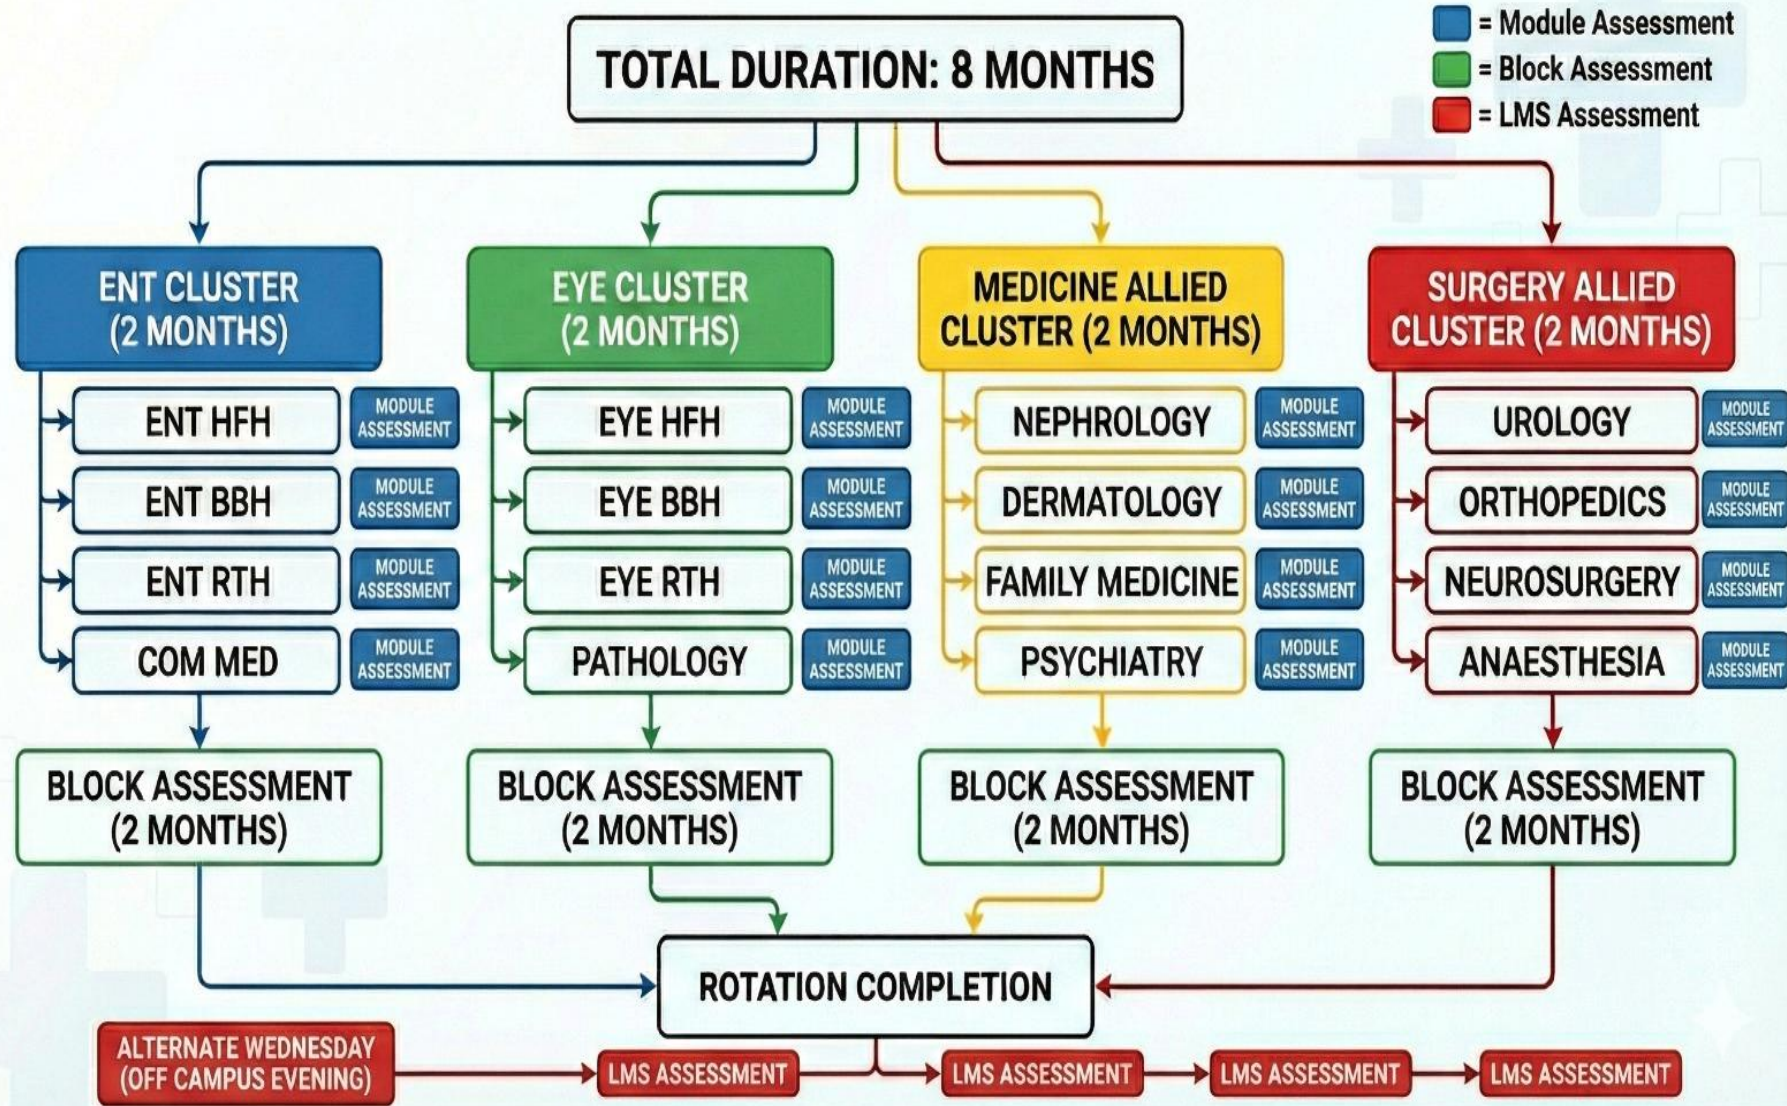 TOTAL DURATION: 8 MONTHS
= Module Assessment
= Block Assessment
= LMS Assessment
ENT CLUSTER
(2 MONTHS)
ENT HFH
MODULE
ASSESSMENT
ENT BBH
MODULE
ASSESSMENT
ENT RTH
MODULE
ASSESSMENT
COM MED
MODULE
ASSESSMENT
BLOCK ASSESSMENT
(2 MONTHS)
EYE CLUSTER
(2 MONTHS)
EYE HFH
MODULE
ASSESSMENT
EYE BBH
MODULE
ASSESSMENT
EYE RTH
MODULE
ASSESSMENT
PATHOLOGY
MODULE
ASSESSMENT
BLOCK ASSESSMENT
(2 MONTHS)
MEDICINE ALLIED
CLUSTER (2 MONTHS)
NEPHROLOGY
MODULE
ASSESSMENT
DERMATOLOGY
MODULE
ASSESSMENT
FAMILY MEDICINE
MODULE
ASSESSMENT
PSYCHIATRY
MODULE
ASSESSMENT
BLOCK ASSESSMENT
(2 MONTHS)
SURGERY ALLIED
CLUSTER (2 MONTHS)
UROLOGY
MODULE
ASSESSMENT
ORTHOPEDICS
MODULE
ASSESSMENT
NEUROSURGERY
MODULE
ASSESSMENT
ANAESTHESIA
MODULE
ASSESSMENT
BLOCK ASSESSMENT
(2 MONTHS)
ROTATION COMPLETION
ALTERNATE WEDNESDAY
(OFF CAMPUS EVENING)
LMS ASSESSMENT
LMS ASSESSMENT
LMS ASSESSMENT
LMS ASSESSMENT